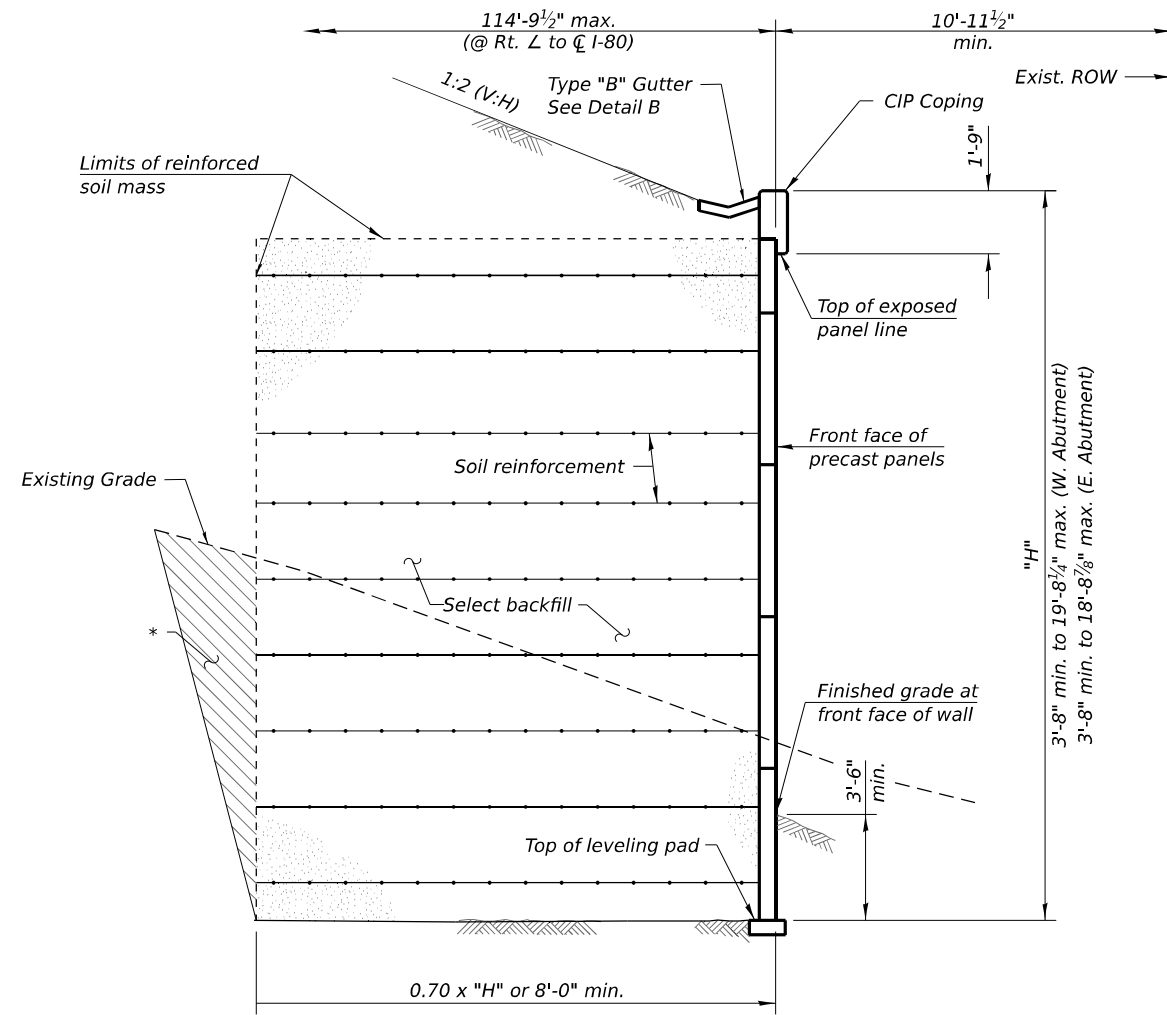 114'-9½" max.
(@ Rt. ∠ to ℄ I-80)
10'-11½"
min.
Exist. ROW
1:2 (V:H)
Type "B" Gutter
See Detail B
CIP Coping
1'-9"
Limits of reinforced
soil mass
Top of exposed
panel line
Front face of
precast panels
Soil reinforcement
Existing Grade
"H"
3'-8" min. to 19'-8¼" max. (W. Abutment)
3'-8" min. to 18'-8⅞" max. (E. Abutment)
Select backfill
*
Finished grade at
front face of wall
3'-6"
min.
Top of leveling pad
0.70 x "H" or 8'-0" min.